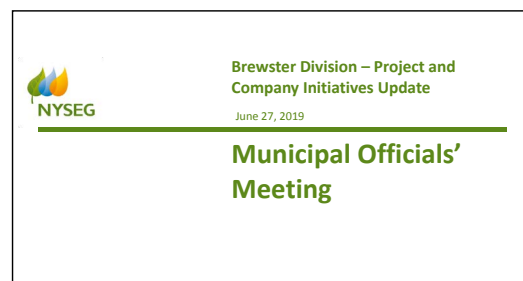 NYSEG
Brewster Division – Project and
Company Initiatives Update
June 27, 2019
Municipal Officials'
Meeting